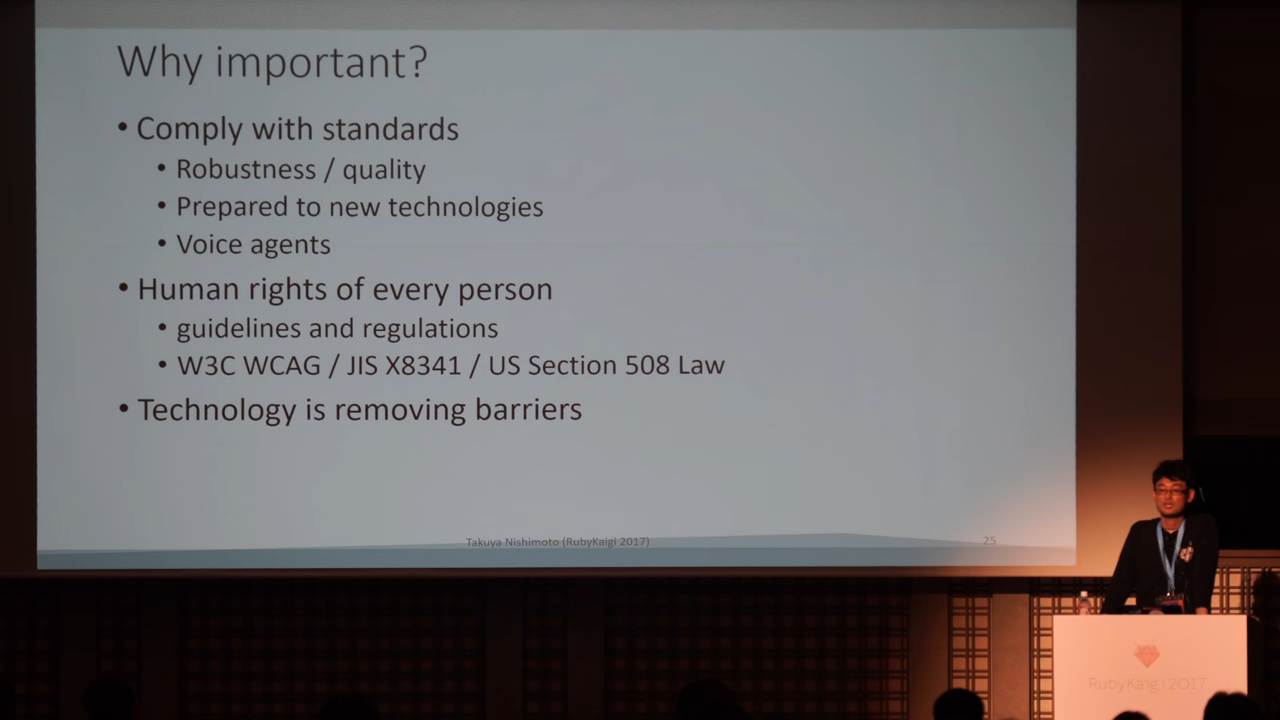 Why important?
• Comply with standards
• Robustness / quality
• Prepared to new technologies
• Voice agents
• Human rights of every person
• guidelines and regulations
• W3C WCAG / JIS X8341 / US Section 508 Law
• Technology is removing barriers
Takuya Nishimoto (RubyKaigi 2017)
25
RubyKaigi 2017